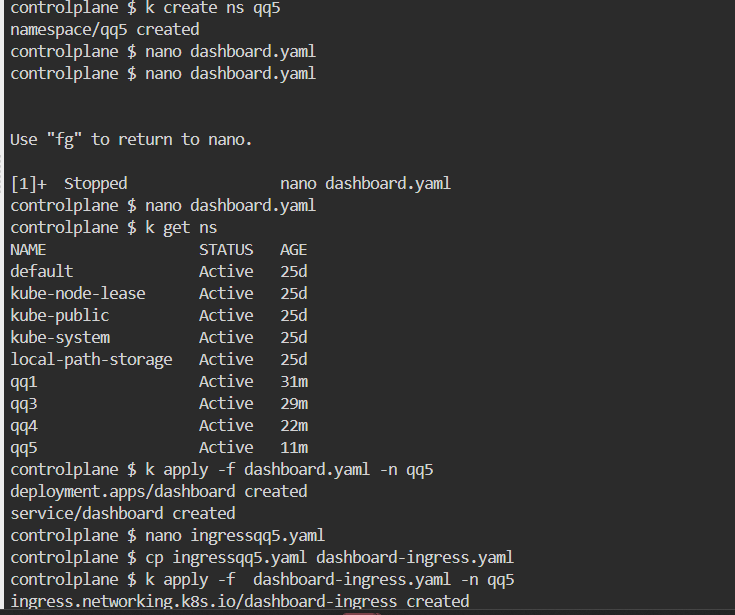 controlplane $ k create ns qq5
namespace/qq5 created
controlplane $ nano dashboard.yaml
controlplane $ nano dashboard.yaml
Use "fg" to return to nano.
[1]+  Stopped                 nano dashboard.yaml
controlplane $ nano dashboard.yaml
controlplane $ k get ns
NAME                 STATUS   AGE
default              Active   25d
kube-node-lease      Active   25d
kube-public          Active   25d
kube-system          Active   25d
local-path-storage   Active   25d
qq1                  Active   31m
qq3                  Active   29m
qq4                  Active   22m
qq5                  Active   11m
controlplane $ k apply -f dashboard.yaml -n qq5
deployment.apps/dashboard created
service/dashboard created
controlplane $ nano ingressqq5.yaml
controlplane $ cp ingressqq5.yaml dashboard-ingress.yaml
controlplane $ k apply -f  dashboard-ingress.yaml -n qq5
ingress.networking.k8s.io/dashboard-ingress created